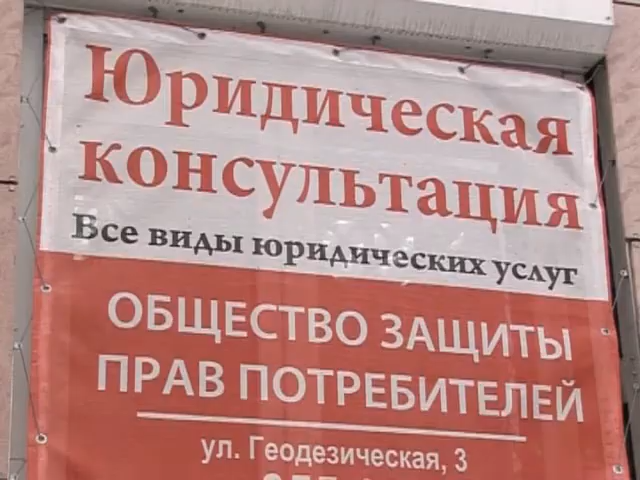 Юридическая
консультация
Все виды юридических услуг
ОБЩЕСТВО ЗАЩИТЫ
ПРАВ ПОТРЕБИТЕЛЕЙ
ул. Геодезическая, 3